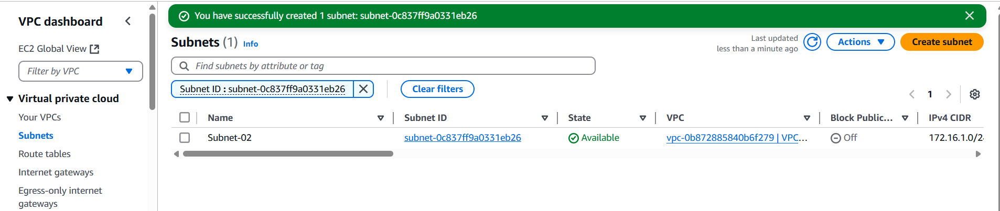 VPC dashboard
EC2 Global View
Filter by VPC
Virtual private cloud
Your VPCs
Subnets
Route tables
Internet gateways
Egress-only internet
gateways
You have successfully created 1 subnet: subnet-0c837ff9a0331eb26
Subnets (1) Info
Last updated
less than a minute ago
Actions
Create subnet
Find subnets by attribute or tag
Subnet ID : subnet-0c837ff9a0331eb26
Clear filters
1
Name Subnet ID State VPC Block Public... IPv4 CIDR
Subnet-02 subnet-0c837ff9a0331eb26 Available vpc-0b872885840b6f279 | VPC... Off 172.16.1.0/2